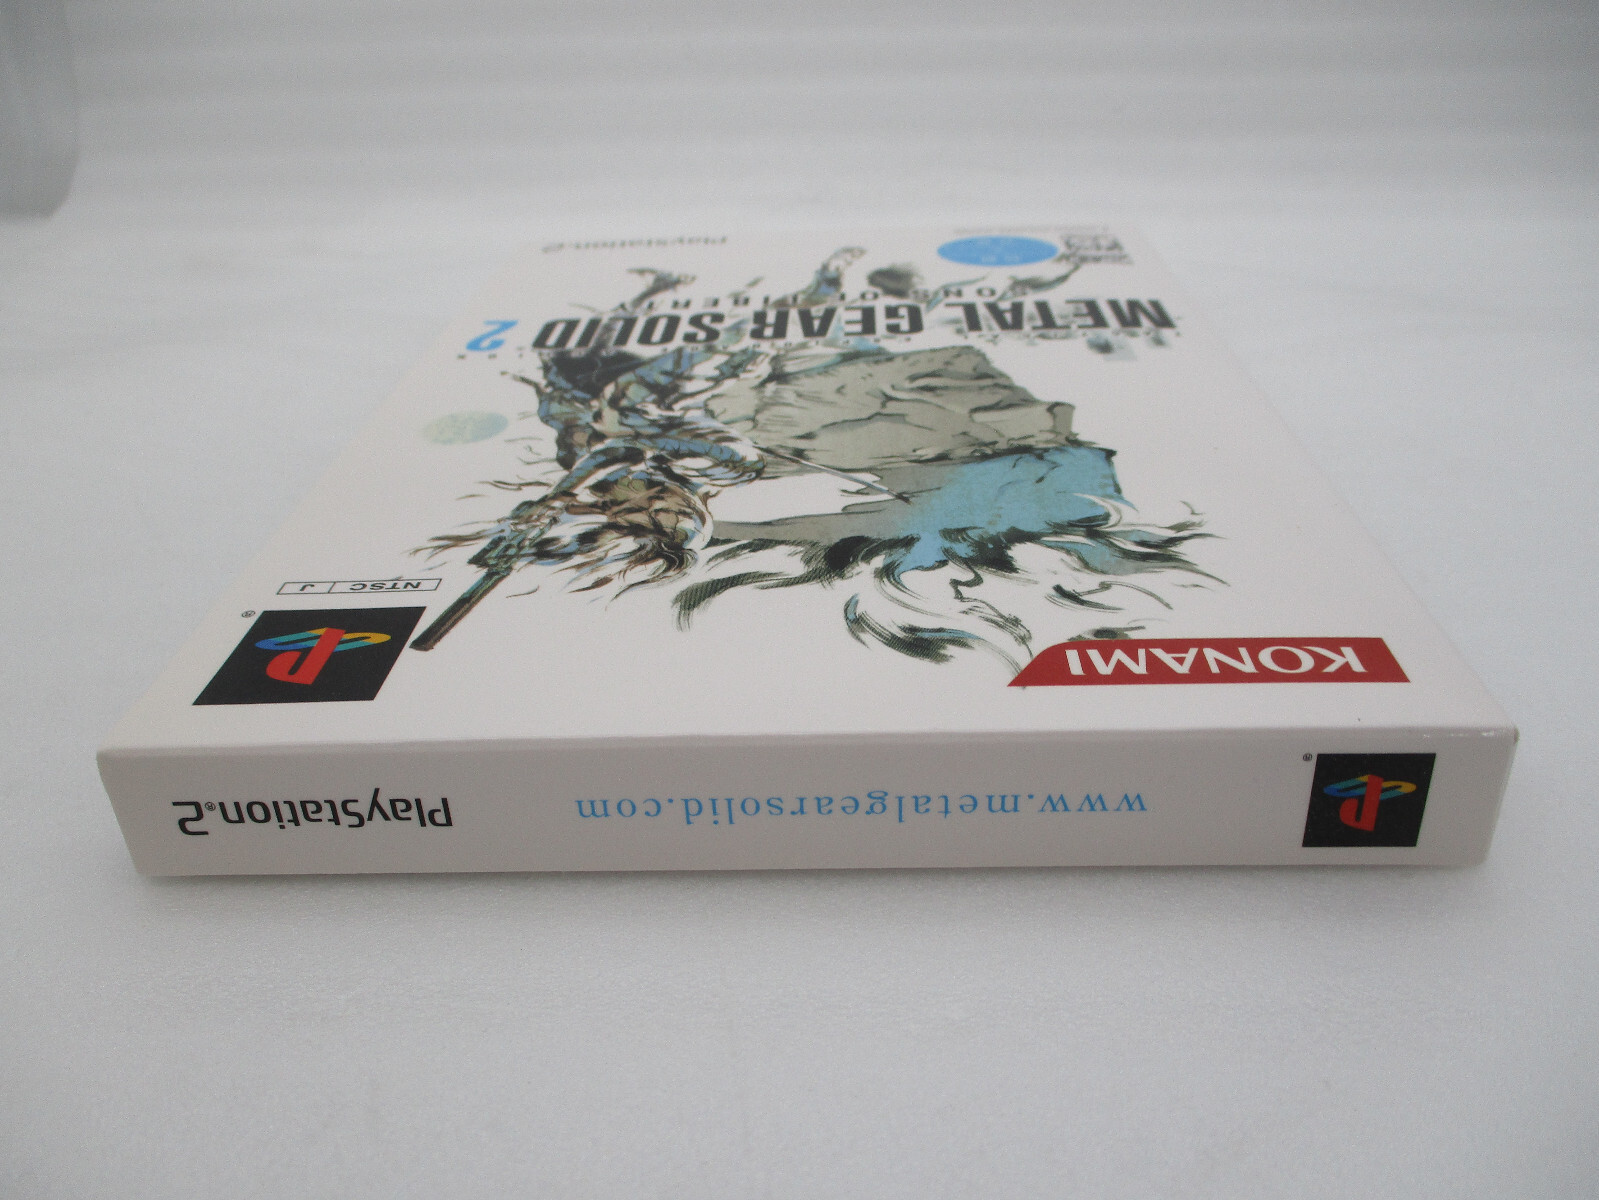 PlayStation.2
METAL GEAR SOLID 2
SONS OF LIBERTY
NTSC J
®
KONAMI
www.metalgearsolid.com
PlayStation®2
®